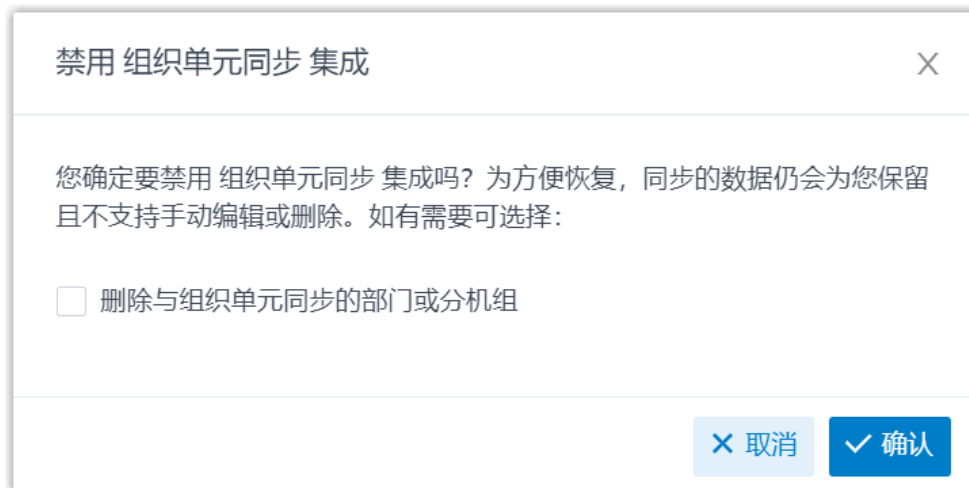 禁用 组织单元同步 集成
您确定要禁用 组织单元同步 集成吗？为方便恢复，同步的数据仍会为您保留
且不支持手动编辑或删除。如有需要可选择：
删除与组织单元同步的部门或分机组
取消
确认